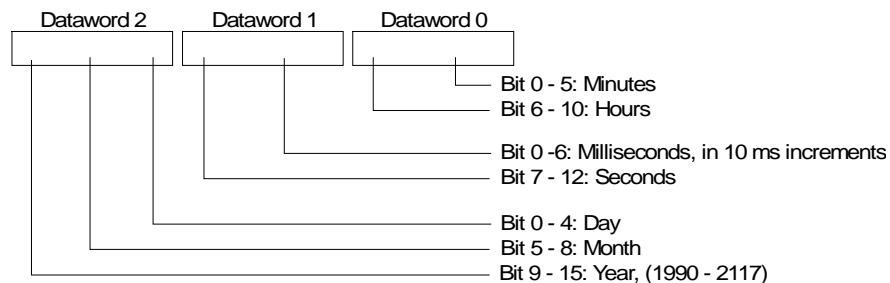 Dataword 2 Dataword 1 Dataword 0
Bit 0 - 5: Minutes
Bit 6 - 10: Hours
Bit 0 -6: Milliseconds, in 10 ms increments
Bit 7 - 12: Seconds
Bit 0 - 4: Day
Bit 5 - 8: Month
Bit 9 - 15: Year, (1990 - 2117)